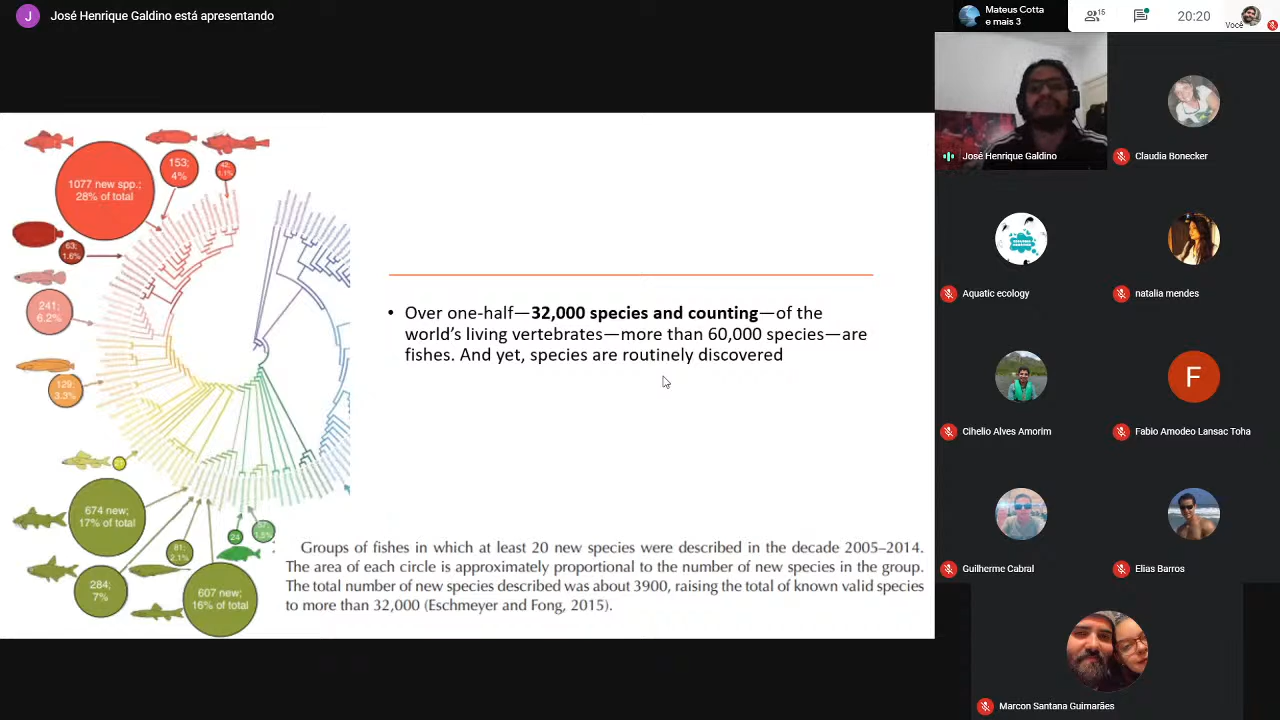 J
José Henrique Galdino está apresentando
Mateus Cotta
e mais 3
15
20:20
Você
1077 new spp.;
28% of total
153;
4%
42;
1.1%
63;
1.6%
241;
6.2%
129;
3.3%
674 new;
17% of total
81;
2.1%
24
57;
1.5%
284;
7%
607 new;
16% of total
• Over one-half—32,000 species and counting—of the
world’s living vertebrates—more than 60,000 species—are
fishes. And yet, species are routinely discovered
Groups of fishes in which at least 20 new species were described in the decade 2005–2014.
The area of each circle is approximately proportional to the number of new species in the group.
The total number of new species described was about 3900, raising the total of known valid species
to more than 32,000 (Eschmeyer and Fong, 2015).
José Henrique Galdino
Claudia Bonecker
Aquatic ecology
natalia mendes
Cihelio Alves Amorim
F
Fabio Amodeo Lansac Toha
Guilherme Cabral
Elias Barros
Marcon Santana Guimarães